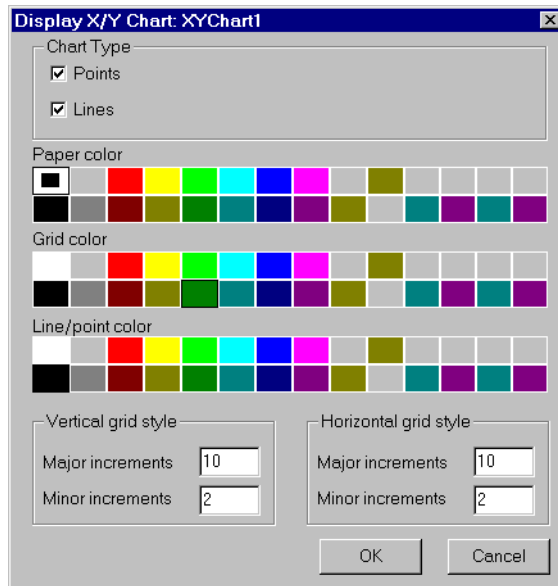 Display X/Y Chart: XYChart1
Chart Type
Points
Lines
Paper color
Grid color
Line/point color
Vertical grid style
Major increments 10
Minor increments 2
Horizontal grid style
Major increments 10
Minor increments 2
OK Cancel